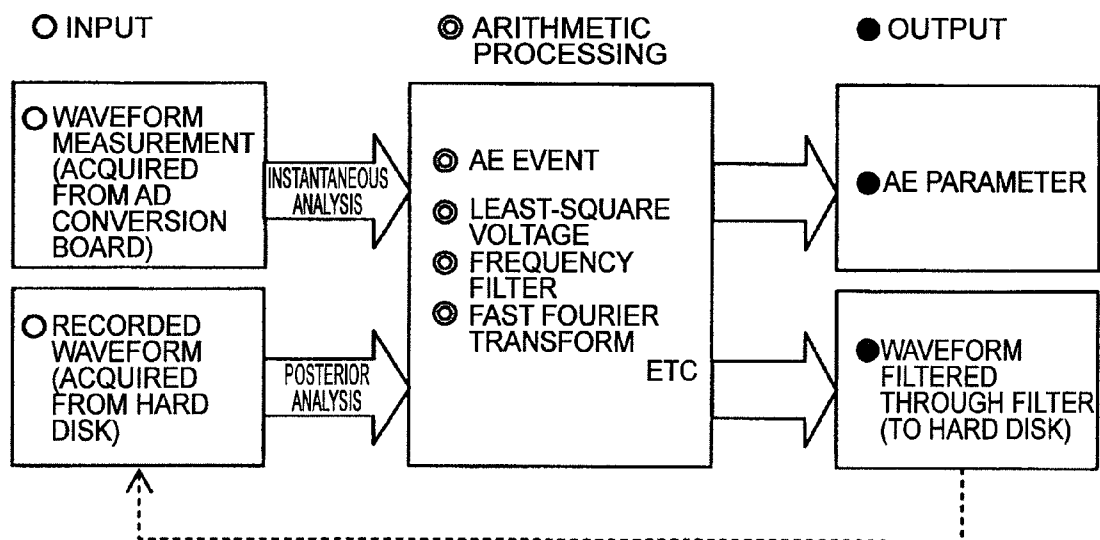 INPUT
ARITHMETIC
PROCESSING
OUTPUT
WAVEFORM
MEASUREMENT
(ACQUIRED
FROM AD
CONVERSION
BOARD)
INSTANTANEOUS
ANALYSIS
RECORDED
WAVEFORM
(ACQUIRED
FROM HARD
DISK)
POSTERIOR
ANALYSIS
AE EVENT
LEAST-SQUARE
VOLTAGE
FREQUENCY
FILTER
FAST FOURIER
TRANSFORM
ETC
AE PARAMETER
WAVEFORM
FILTERED
THROUGH FILTER
(TO HARD DISK)